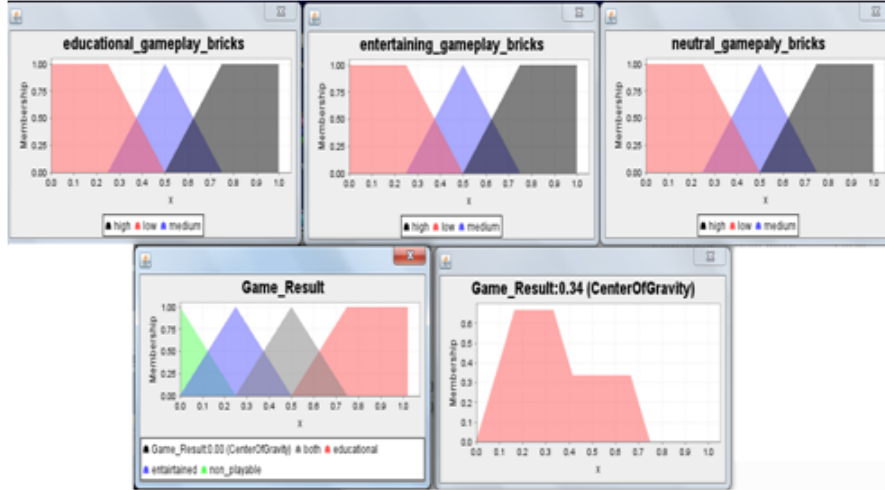 educational_gameplay_bricks
Membership
1.00
0.75
0.50
0.25
0.00
0.0 0.1 0.2 0.3 0.4 0.5 0.6 0.7 0.8 0.9 1.0
x
high low medium
entertaining_gameplay_bricks
Membership
1.00
0.75
0.50
0.25
0.00
0.0 0.1 0.2 0.3 0.4 0.5 0.6 0.7 0.8 0.9 1.0
x
high low medium
neutral_gamepaly_bricks
Membership
1.00
0.75
0.50
0.25
0.00
0.0 0.1 0.2 0.3 0.4 0.5 0.6 0.7 0.8 0.9 1.0
x
high low medium
Game_Result
Membership
1.00
0.75
0.50
0.25
0.00
0.0 0.1 0.2 0.3 0.4 0.5 0.6 0.7 0.8 0.9 1.0
x
Game_Result:0.00 (CenterOfGravity) both educational
entairtained non_playable
Game_Result:0.34 (CenterOfGravity)
Membership
0.6
0.5
0.4
0.3
0.2
0.1
0.0
0.0 0.1 0.2 0.3 0.4 0.5 0.6 0.7 0.8 0.9 1.0
x